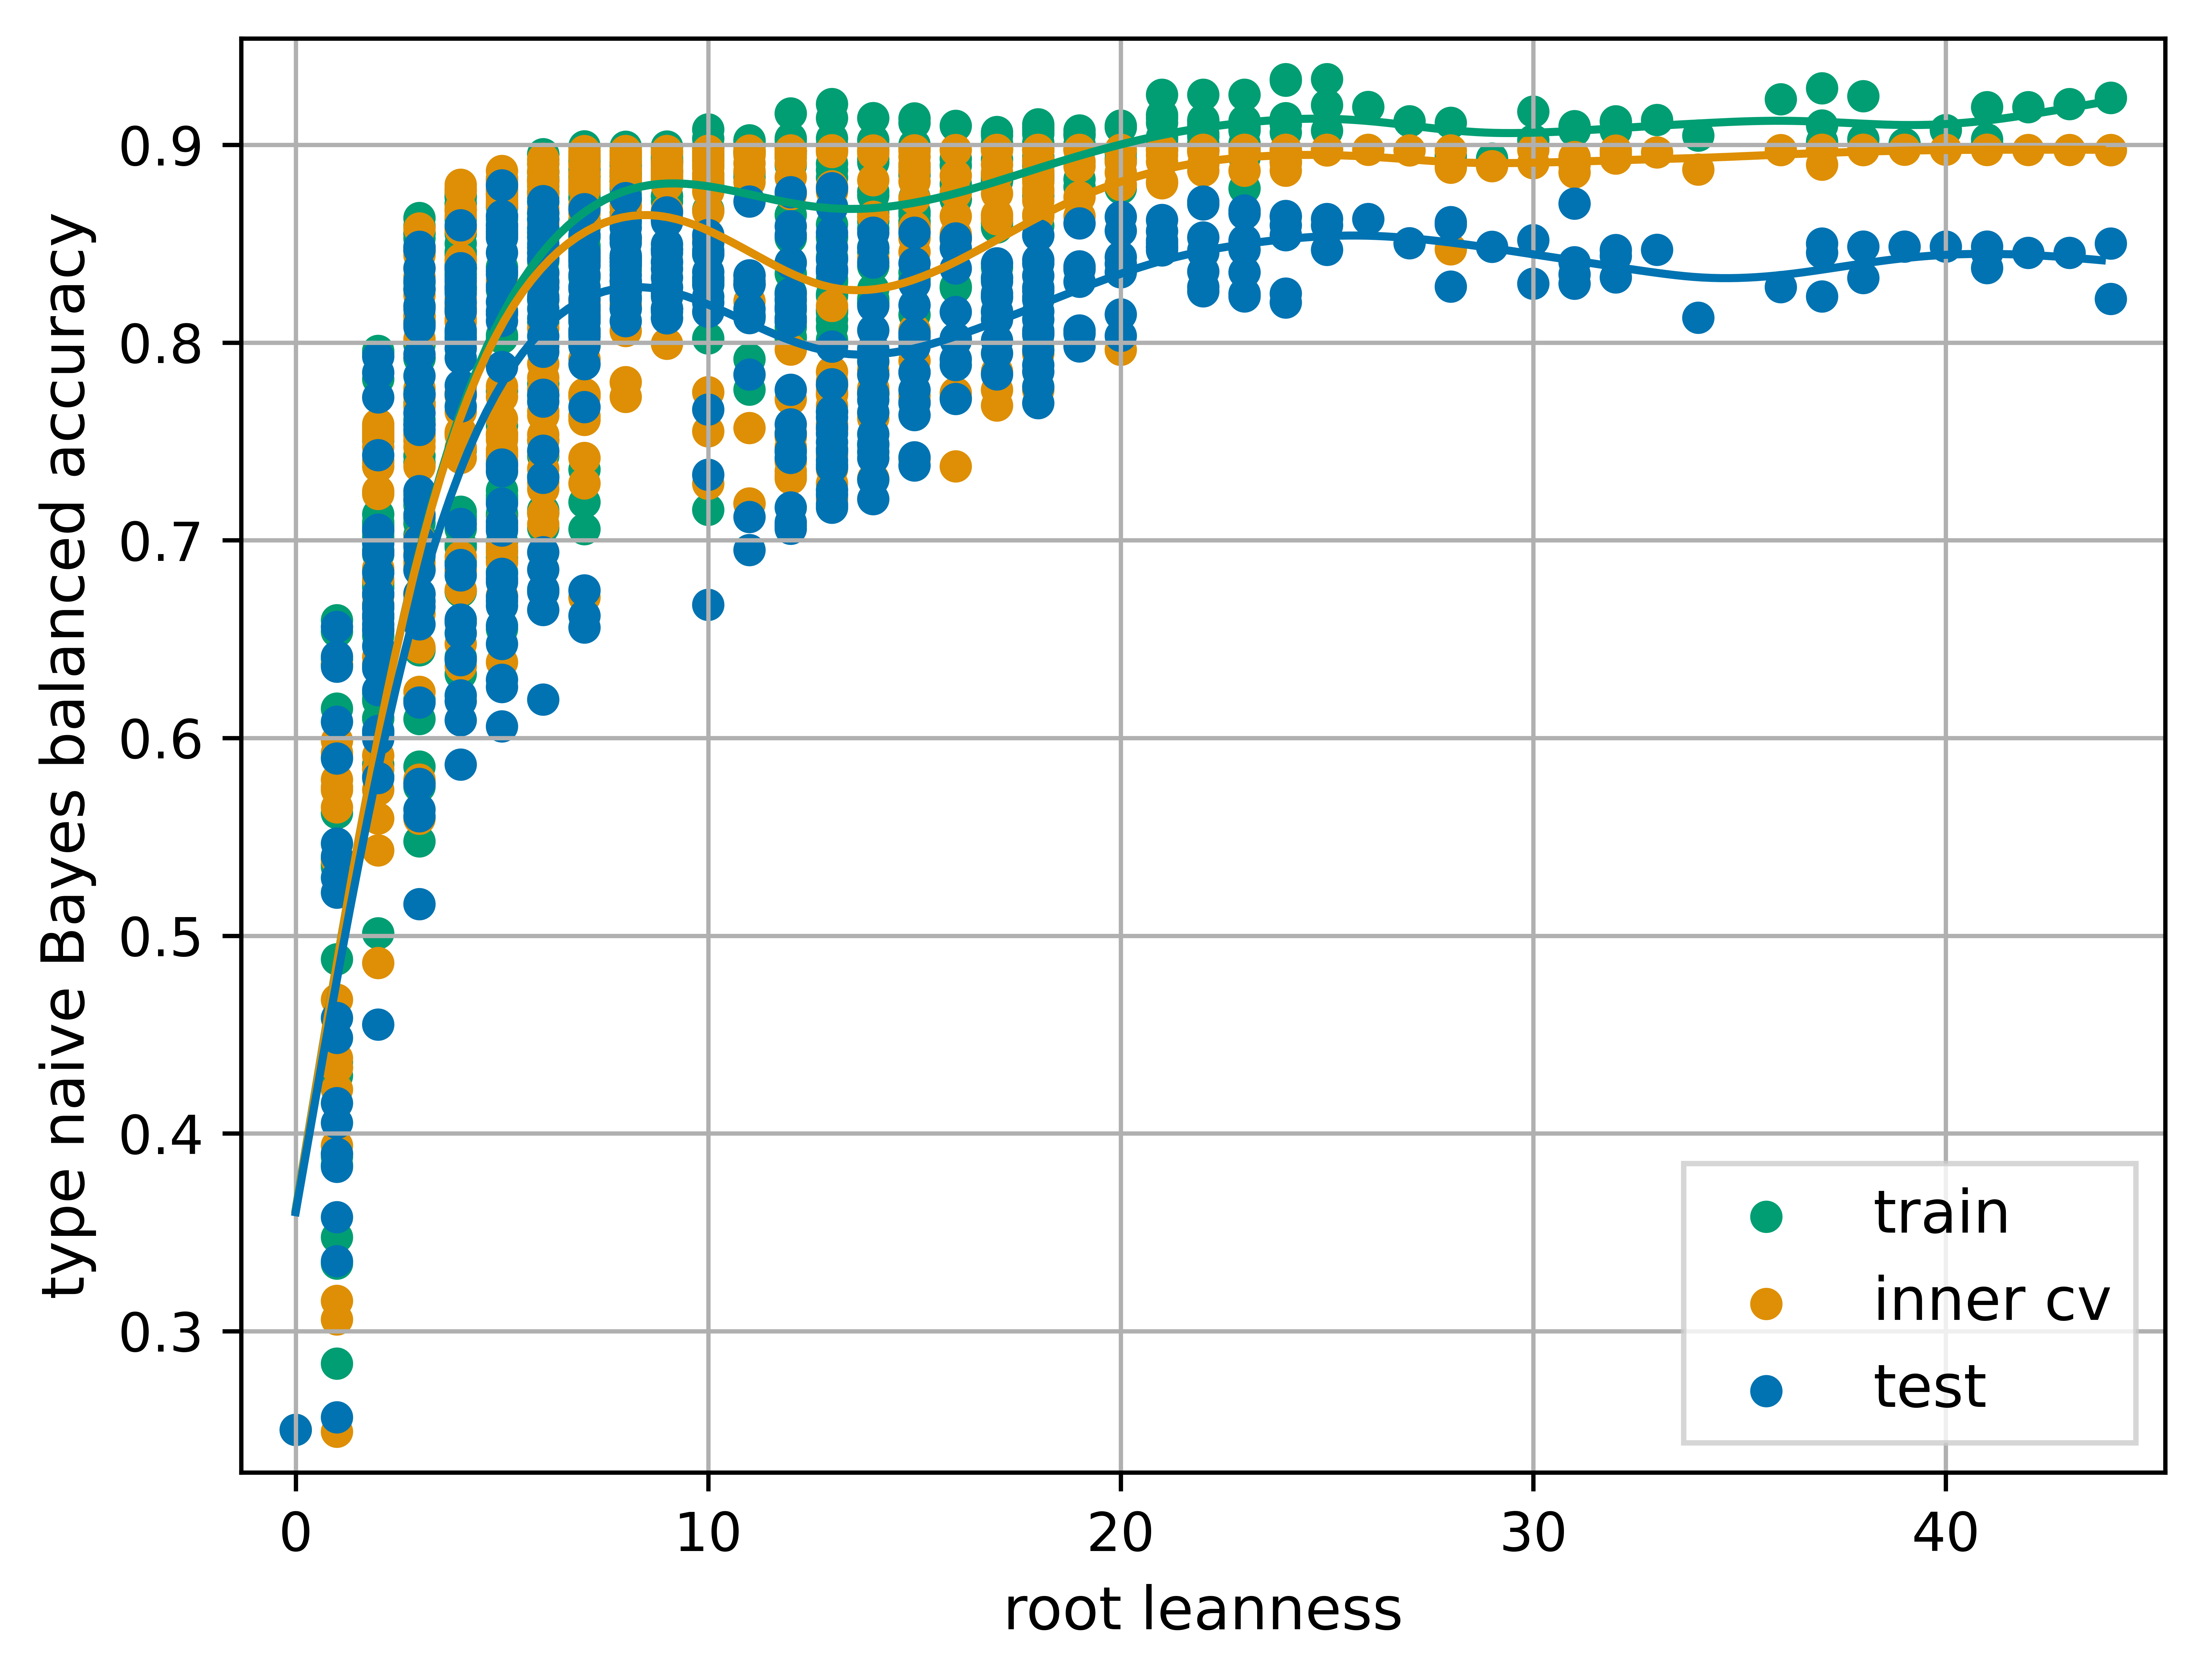 type naive Bayes balanced accuracy
0.9
0.8
0.7
0.6
0.5
0.4
0.3
0
10
20
30
40
root leanness
train
inner cv
test